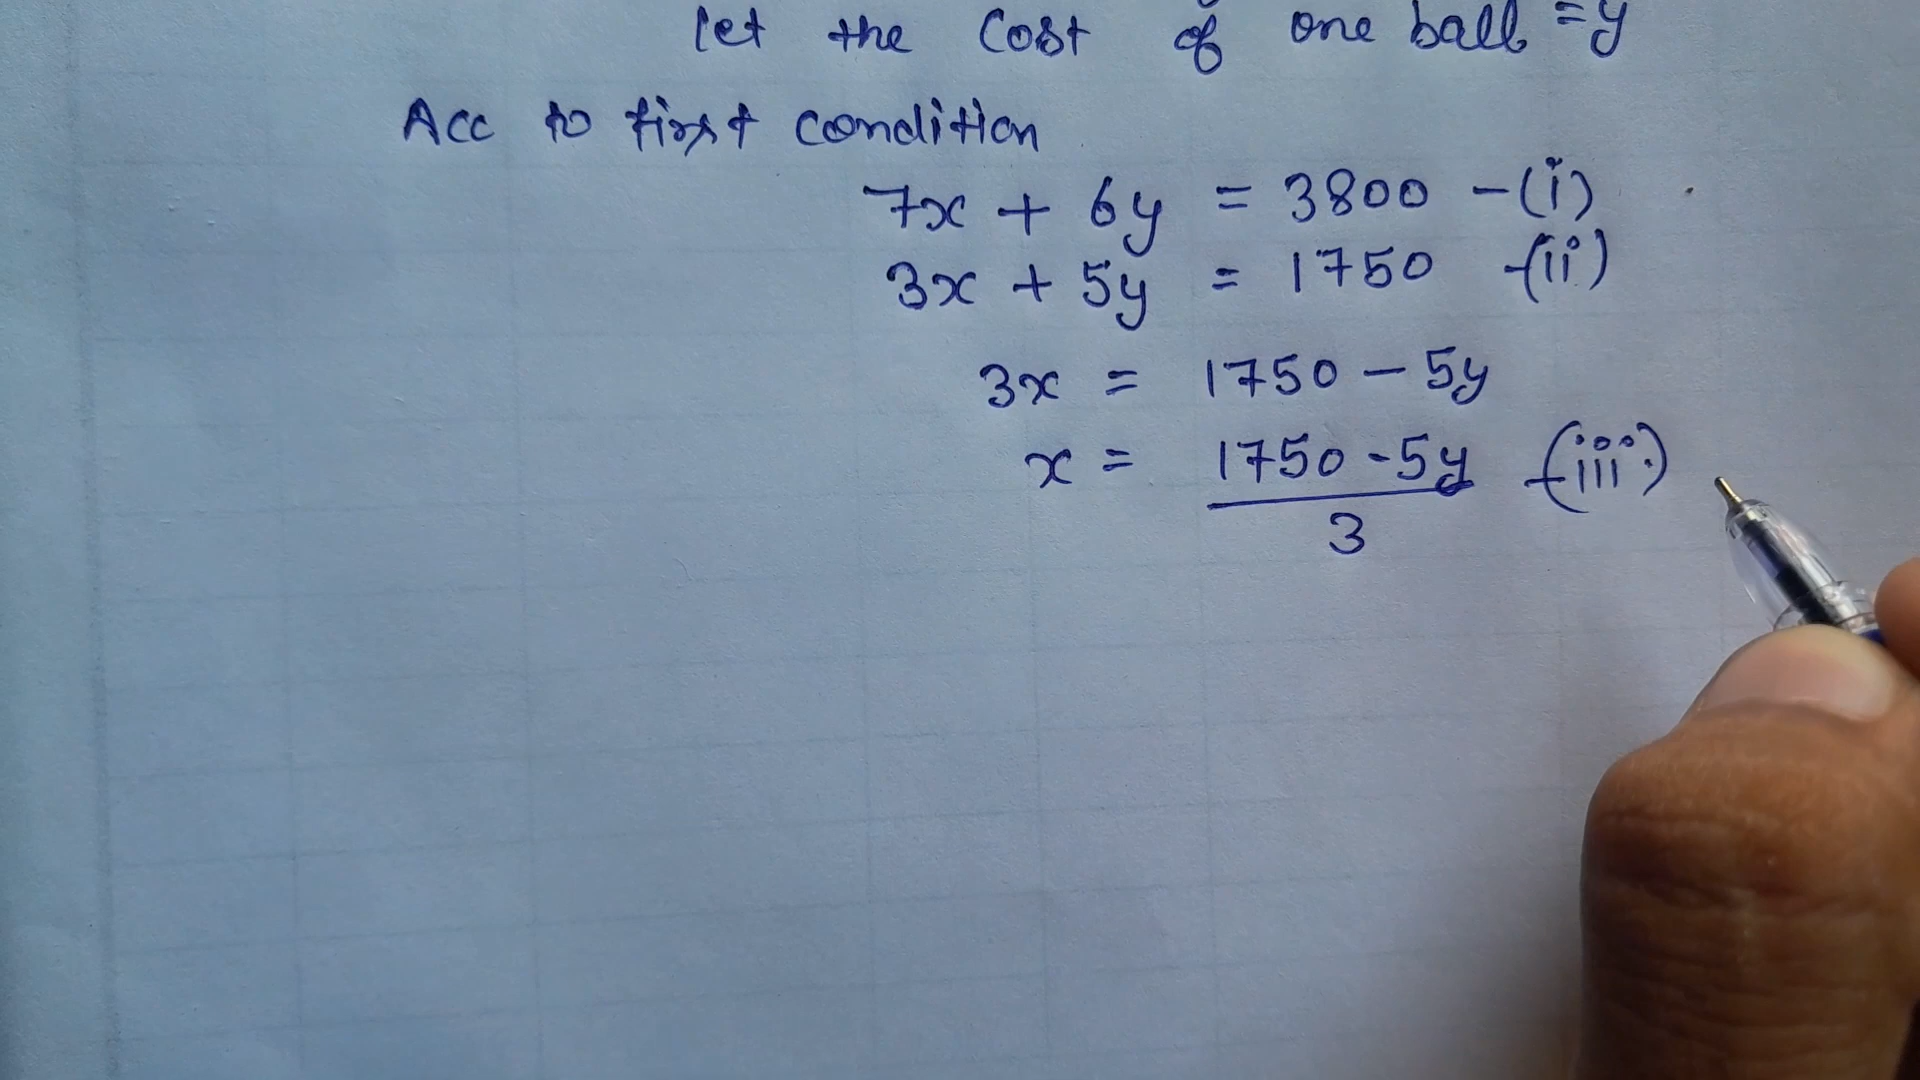 let the cost of one ball = y
Acc to first condition
7x + 6y = 3800 -(i)
3x + 5y = 1750 -(ii)
3x = 1750 - 5y
x = 1750 - 5y -(iii)
3